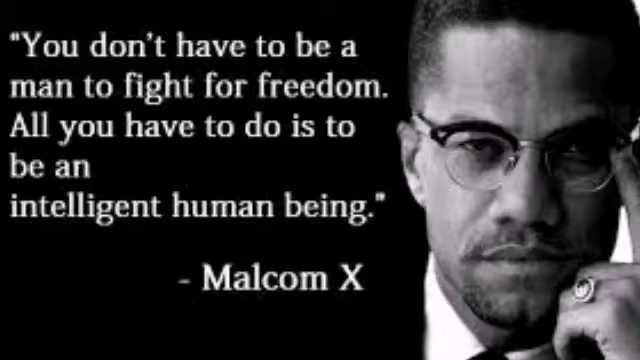 "You don't have to be a
man to fight for freedom.
All you have to do is to
be an
intelligent human being."
- Malcom X